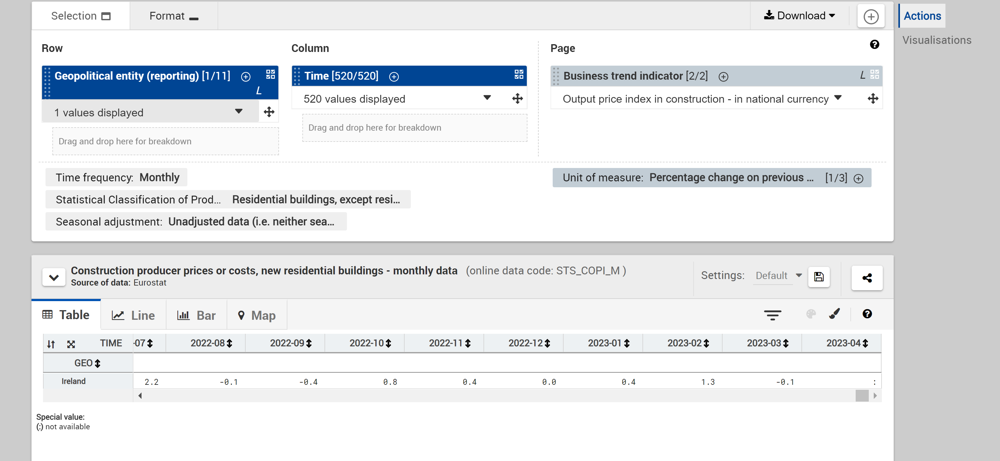 Selection
Format
Download
Actions
Visualisations
Row
Column
Page
Geopolitical entity (reporting) [1/11]
L
Time [520/520]
Business trend indicator [2/2]
L
1 values displayed
520 values displayed
Output price index in construction - in national currency
Drag and drop here for breakdown
Drag and drop here for breakdown
Time frequency: Monthly
Unit of measure: Percentage change on previous ... [1/3]
Statistical Classification of Prod... Residential buildings, except resi...
Seasonal adjustment: Unadjusted data (i.e. neither sea...
Construction producer prices or costs, new residential buildings - monthly data (online data code: STS_COPI_M )
Source of data: Eurostat
Settings: Default
Table
Line
Bar
Map
TIME -07 2022-08 2022-09 2022-10 2022-11 2022-12 2023-01 2023-02 2023-03 2023-04
GEO
Ireland 2.2 -0.1 -0.4 0.8 0.4 0.0 0.4 1.3 -0.1 :
Special value:
(:) not available